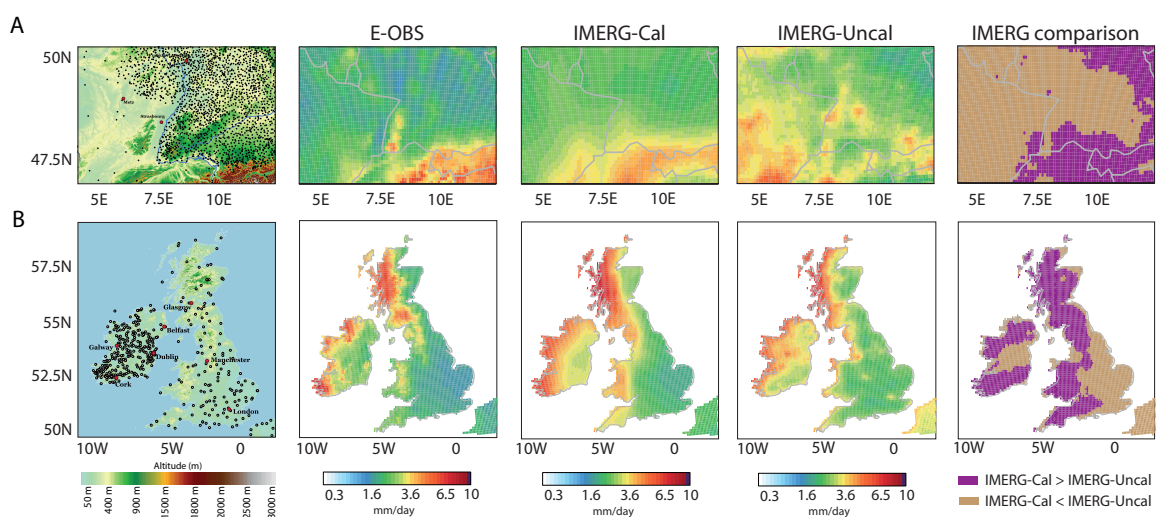 A
E-OBS IMERG-Cal IMERG-Uncal IMERG comparison
50N
47.5N
Metz
Strasbourg
5E 7.5E 10E 5E 7.5E 10E 5E 7.5E 10E 5E 7.5E 10E 5E 7.5E 10E
B
57.5N
55N
52.5N
50N
Glasgow
Belfast
Galway
Dublin
Manchester
Cork
London
10W 5W 0 10W 5W 0 10W 5W 0 10W 5W 0 10W 5W 0
Altitude (m)
50 m 400 m 900 m 1500 m 1800 m 2000 m 2500 m 3000 m
0.3 1.6 3.6 6.5 10 0.3 1.6 3.6 6.5 10 0.3 1.6 3.6 6.5 10
mm/day mm/day mm/day
IMERG-Cal > IMERG-Uncal
IMERG-Cal < IMERG-Uncal